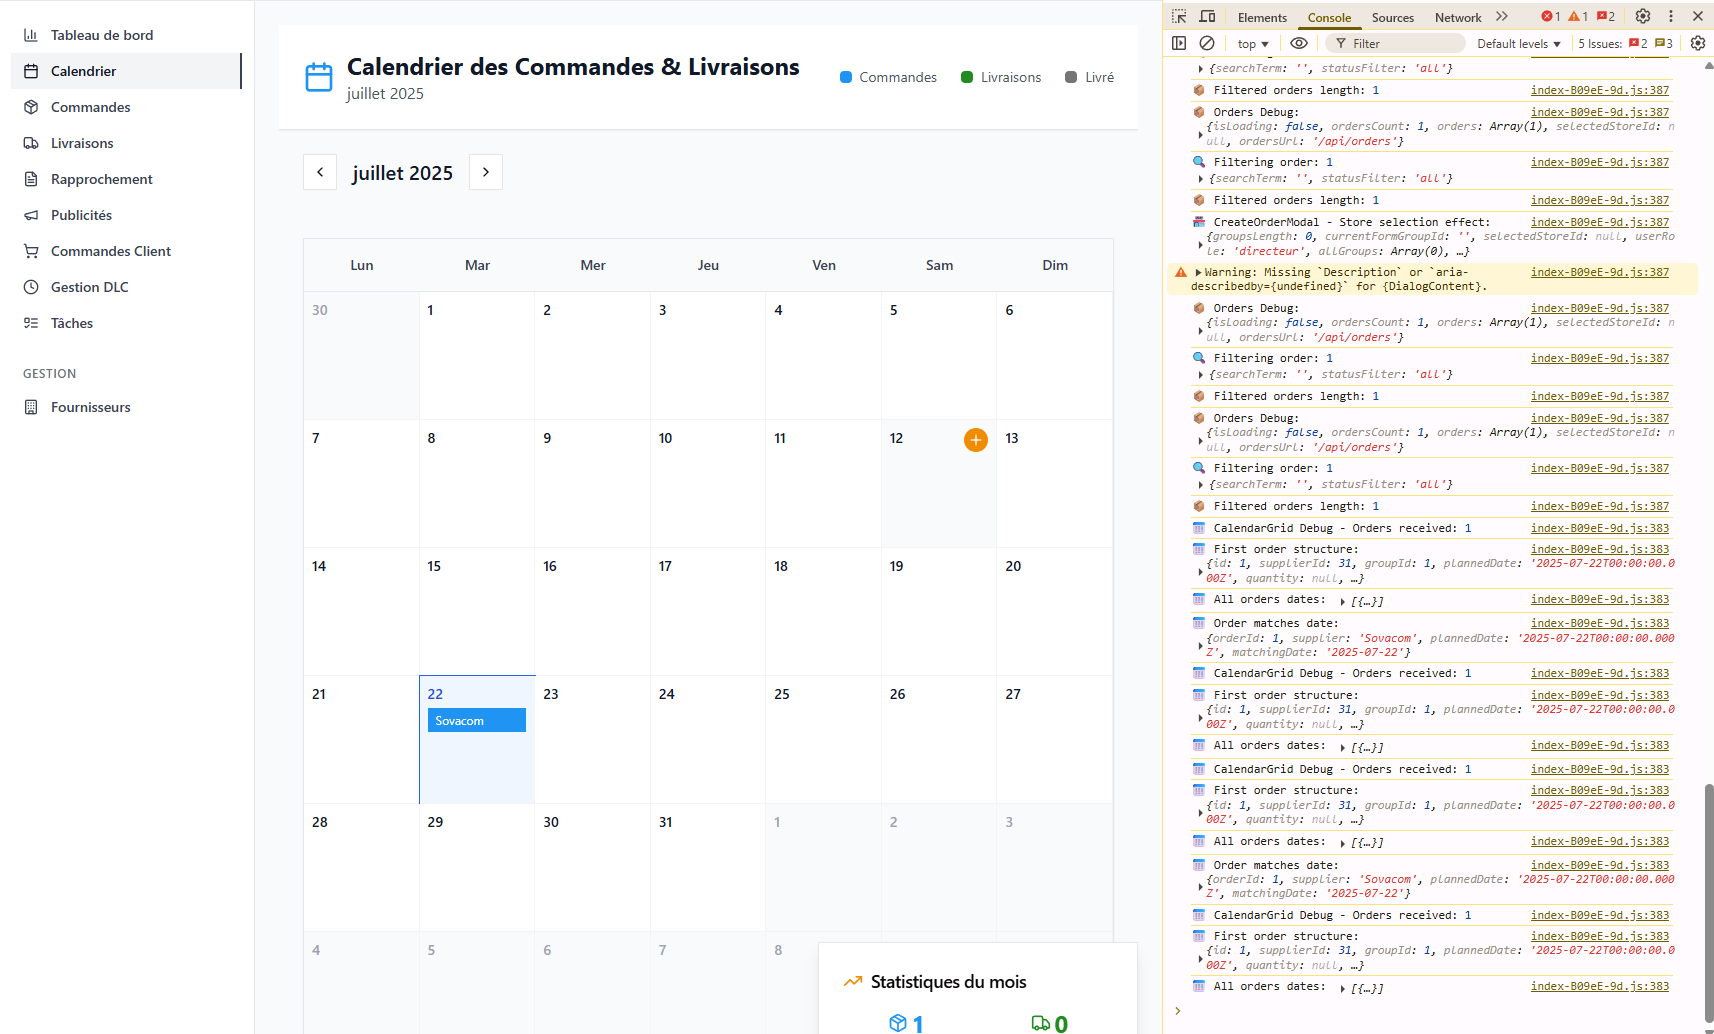 Tableau de bord
Calendrier
Commandes
Livraisons
Rapprochement
Publicités
Commandes Client
Gestion DLC
Tâches
GESTION
Fournisseurs
Calendrier des Commandes & Livraisons
juillet 2025
Commandes Livraisons Livré
juillet 2025
Lun Mar Mer Jeu Ven Sam Dim
30 1 2 3 4 5 6
7 8 9 10 11 12 13
14 15 16 17 18 19 20
21 22 23 24 25 26 27
Sovacom
28 29 30 31 1 2 3
4 5 6 7 8
Statistiques du mois
1 0
Elements Console Sources Network 1 1 2
top Filter Default levels 5 Issues: 2 3
{searchTerm: '', statusFilter: 'all'}
Filtered orders length: 1 index-B09eE-9d.js:387
Orders Debug: index-B09eE-9d.js:387
{isLoading: false, ordersCount: 1, orders: Array(1), selectedStoreId: n
ull, ordersUrl: '/api/orders'}
Filtering order: 1 index-B09eE-9d.js:387
{searchTerm: '', statusFilter: 'all'}
Filtered orders length: 1 index-B09eE-9d.js:387
CreateOrderModal - Store selection effect: index-B09eE-9d.js:387
{groupsLength: 0, currentFormGroupId: '', selectedStoreId: null, userRo
le: 'directeur', allGroups: Array(0), …}
Warning: Missing `Description` or `aria- index-B09eE-9d.js:387
describedby={undefined}` for {DialogContent}.
Orders Debug: index-B09eE-9d.js:387
{isLoading: false, ordersCount: 1, orders: Array(1), selectedStoreId: n
ull, ordersUrl: '/api/orders'}
Filtering order: 1 index-B09eE-9d.js:387
{searchTerm: '', statusFilter: 'all'}
Filtered orders length: 1 index-B09eE-9d.js:387
Orders Debug: index-B09eE-9d.js:387
{isLoading: false, ordersCount: 1, orders: Array(1), selectedStoreId: n
ull, ordersUrl: '/api/orders'}
Filtering order: 1 index-B09eE-9d.js:387
{searchTerm: '', statusFilter: 'all'}
Filtered orders length: 1 index-B09eE-9d.js:387
CalendarGrid Debug - Orders received: 1 index-B09eE-9d.js:383
First order structure: index-B09eE-9d.js:383
{id: 1, supplierId: 31, groupId: 1, plannedDate: '2025-07-22T00:00:00.0
00Z', quantity: null, …}
All orders dates: [{…}] index-B09eE-9d.js:383
Order matches date: index-B09eE-9d.js:383
{orderId: 1, supplier: 'Sovacom', plannedDate: '2025-07-22T00:00:00.000
Z', matchingDate: '2025-07-22'}
CalendarGrid Debug - Orders received: 1 index-B09eE-9d.js:383
First order structure: index-B09eE-9d.js:383
{id: 1, supplierId: 31, groupId: 1, plannedDate: '2025-07-22T00:00:00.0
00Z', quantity: null, …}
All orders dates: [{…}] index-B09eE-9d.js:383
CalendarGrid Debug - Orders received: 1 index-B09eE-9d.js:383
First order structure: index-B09eE-9d.js:383
{id: 1, supplierId: 31, groupId: 1, plannedDate: '2025-07-22T00:00:00.0
00Z', quantity: null, …}
All orders dates: [{…}] index-B09eE-9d.js:383
Order matches date: index-B09eE-9d.js:383
{orderId: 1, supplier: 'Sovacom', plannedDate: '2025-07-22T00:00:00.000
Z', matchingDate: '2025-07-22'}
CalendarGrid Debug - Orders received: 1 index-B09eE-9d.js:383
First order structure: index-B09eE-9d.js:383
{id: 1, supplierId: 31, groupId: 1, plannedDate: '2025-07-22T00:00:00.0
00Z', quantity: null, …}
All orders dates: [{…}] index-B09eE-9d.js:383